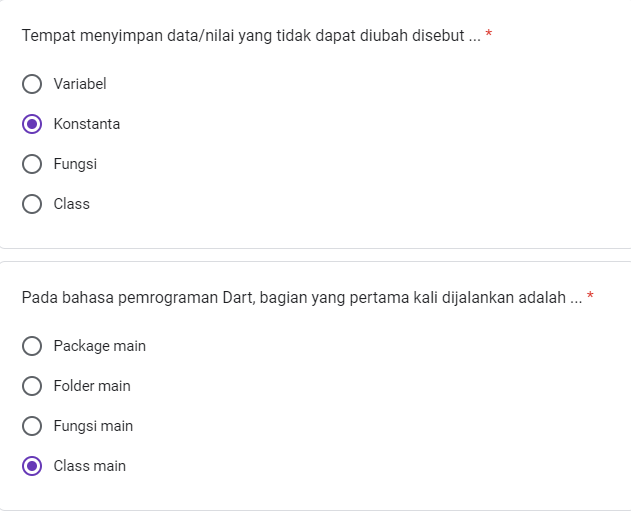 Tempat menyimpan data/nilai yang tidak dapat diubah disebut ... *
Variabel
Konstanta
Fungsi
Class
Pada bahasa pemrograman Dart, bagian yang pertama kali dijalankan adalah ... *
Package main
Folder main
Fungsi main
Class main